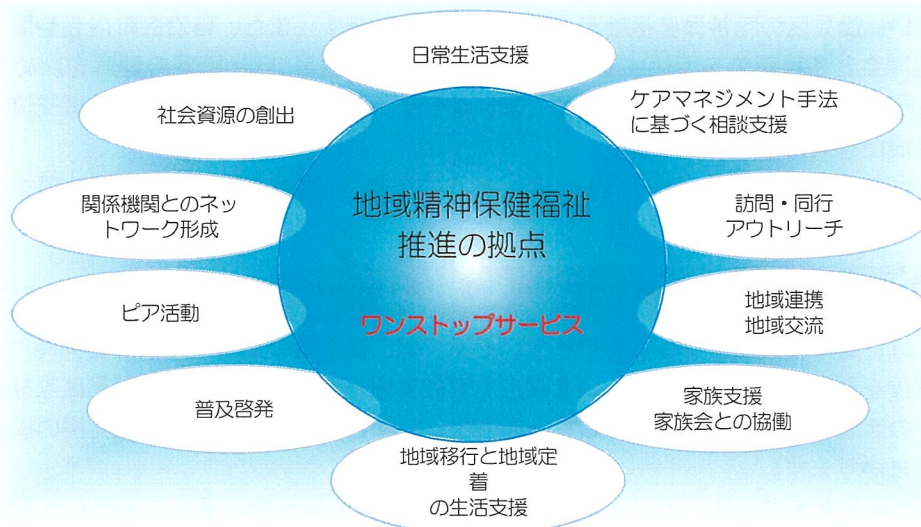 日常生活支援
ケアマネジメント手法
に基づく相談支援
訪問・同行
アウトリーチ
地域連携
地域交流
家族支援
家族会との協働
地域移行と地域定
着
の生活支援
普及啓発
ピア活動
関係機関とのネッ
トワーク形成
社会資源の創出
地域精神保健福祉
推進の拠点
ワンストップサービス